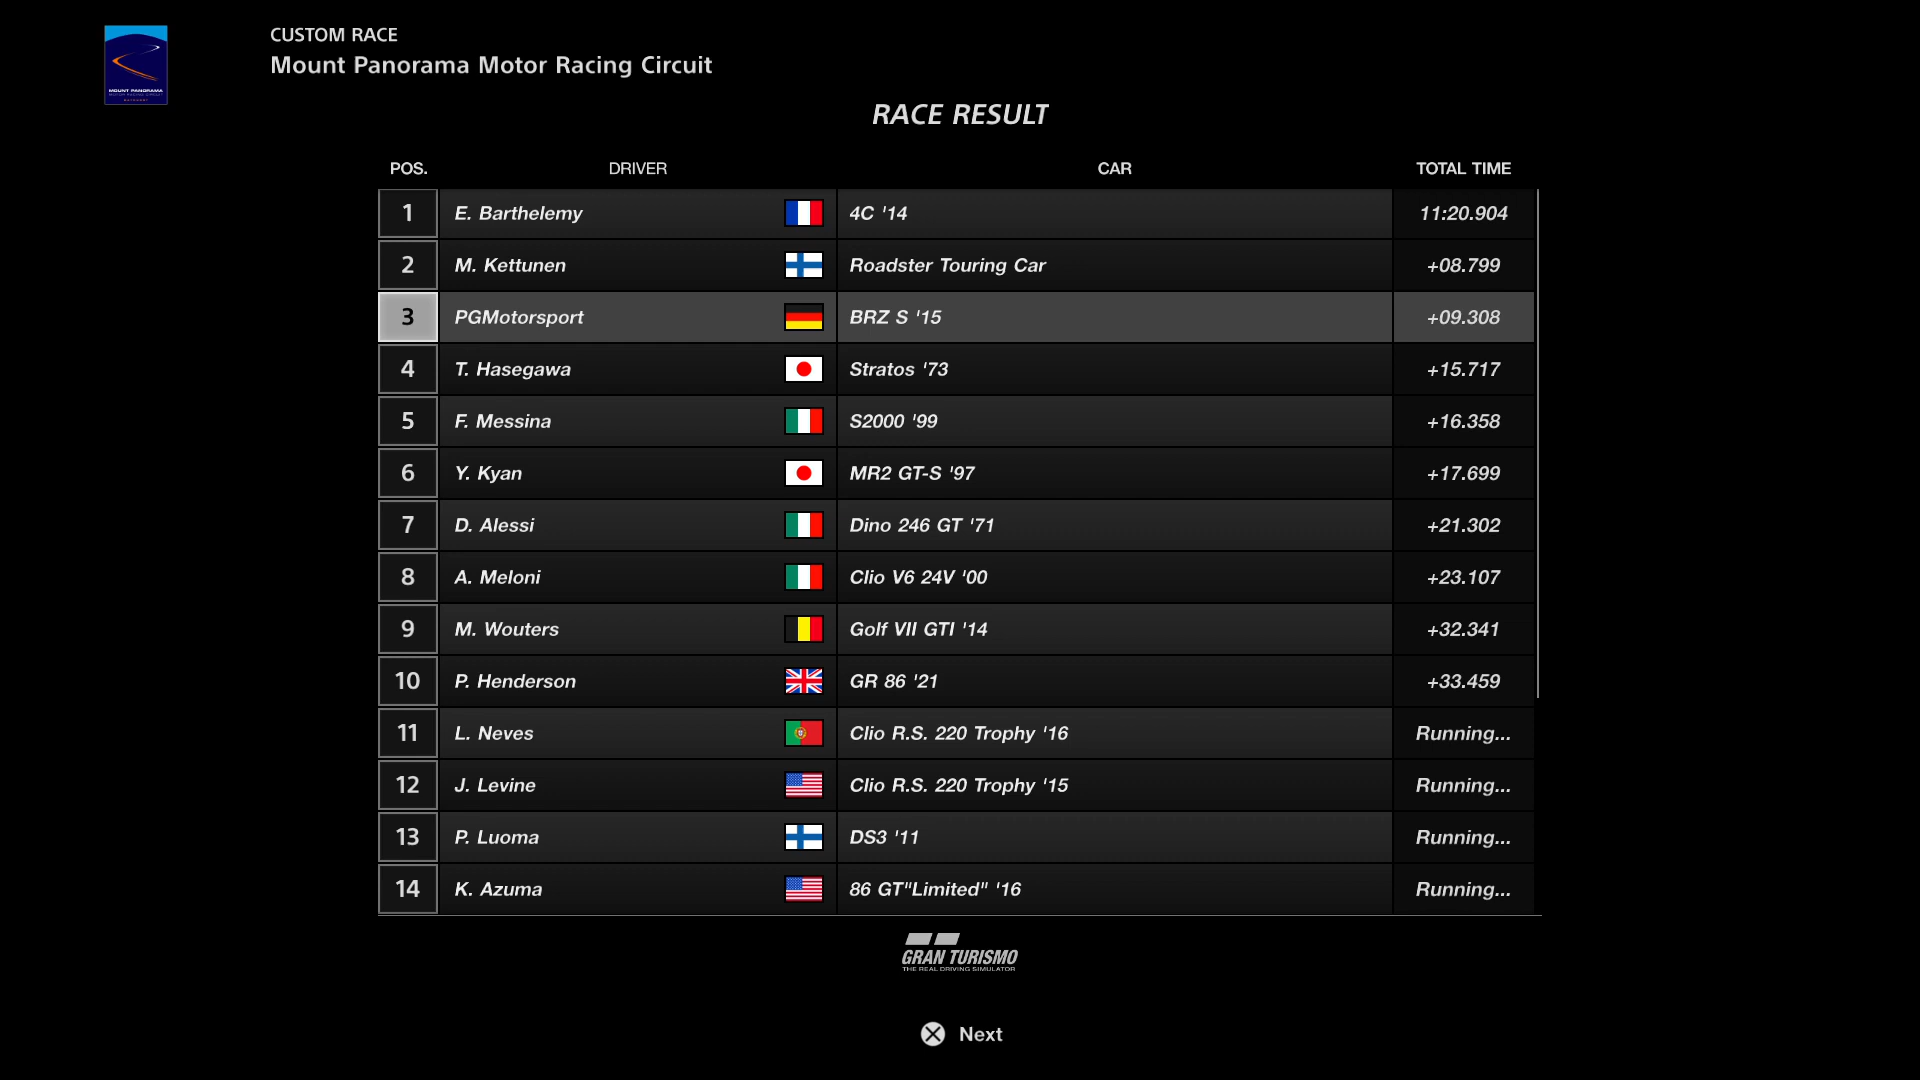 CUSTOM RACE
Mount Panorama Motor Racing Circuit
MOUNT PANORAMA
MOTOR RACING CIRCUIT
BATHURST
RACE RESULT
POS. DRIVER CAR TOTAL TIME
1 E. Barthelemy 4C '14 11:20.904
2 M. Kettunen Roadster Touring Car +08.799
3 PGMotorsport BRZ S '15 +09.308
4 T. Hasegawa Stratos '73 +15.717
5 F. Messina S2000 '99 +16.358
6 Y. Kyan MR2 GT-S '97 +17.699
7 D. Alessi Dino 246 GT '71 +21.302
8 A. Meloni Clio V6 24V '00 +23.107
9 M. Wouters Golf VII GTI '14 +32.341
10 P. Henderson GR 86 '21 +33.459
11 L. Neves Clio R.S. 220 Trophy '16 Running...
12 J. Levine Clio R.S. 220 Trophy '15 Running...
13 P. Luoma DS3 '11 Running...
14 K. Azuma 86 GT"Limited" '16 Running...
GRAN TURISMO
THE REAL DRIVING SIMULATOR
Next